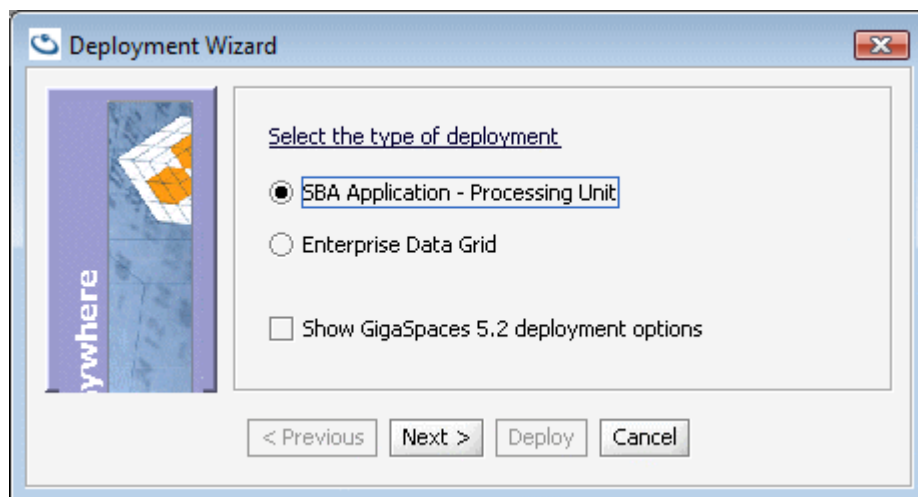 Deployment Wizard
Select the type of deployment
SBA Application - Processing Unit
Enterprise Data Grid
Show GigaSpaces 5.2 deployment options
ywhere
< Previous
Next >
Deploy
Cancel